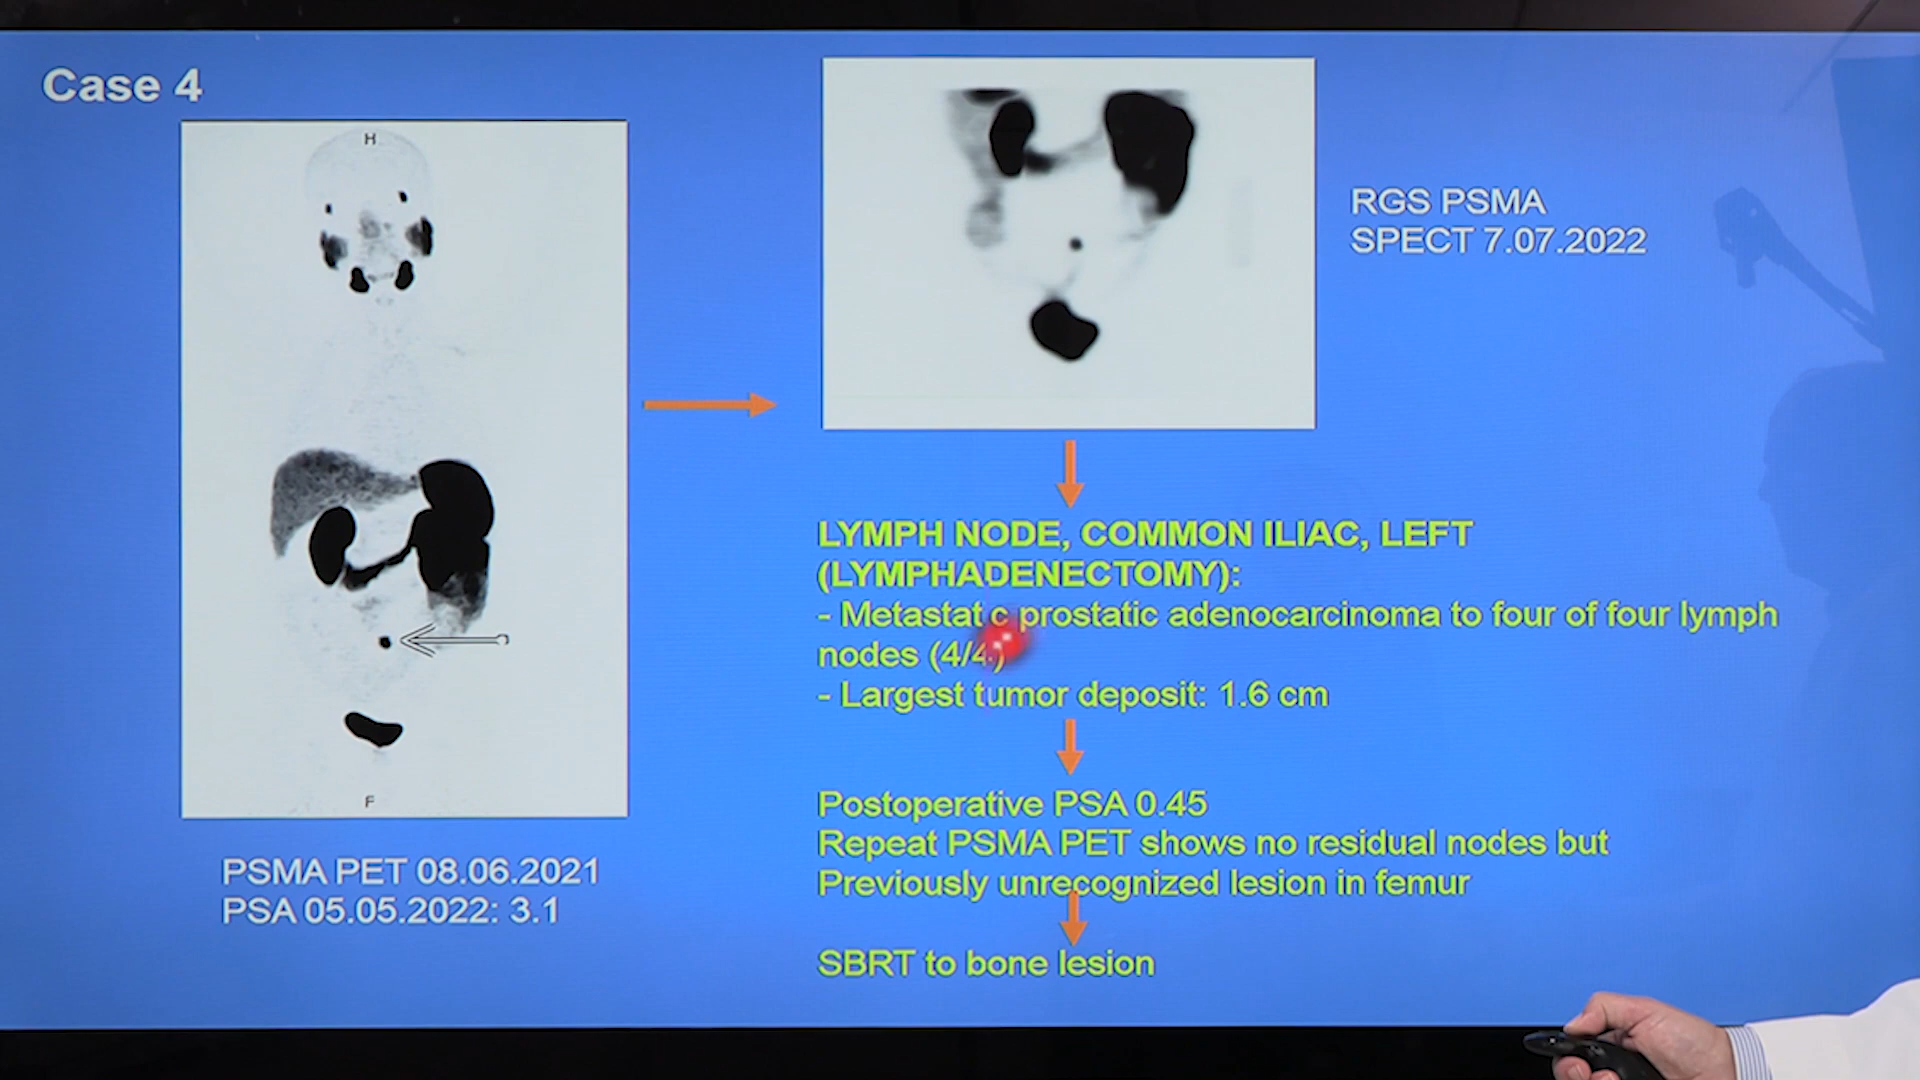 Case 4
H
F
PSMA PET 08.06.2021
PSA 05.05.2022: 3.1
RGS PSMA
SPECT 7.07.2022
LYMPH NODE, COMMON ILIAC, LEFT
(LYMPHADENECTOMY):
- Metastatic prostatic adenocarcinoma to four of four lymph
nodes (4/4)
- Largest tumor deposit: 1.6 cm
Postoperative PSA 0.45
Repeat PSMA PET shows no residual nodes but
Previously unrecognized lesion in femur
SBRT to bone lesion